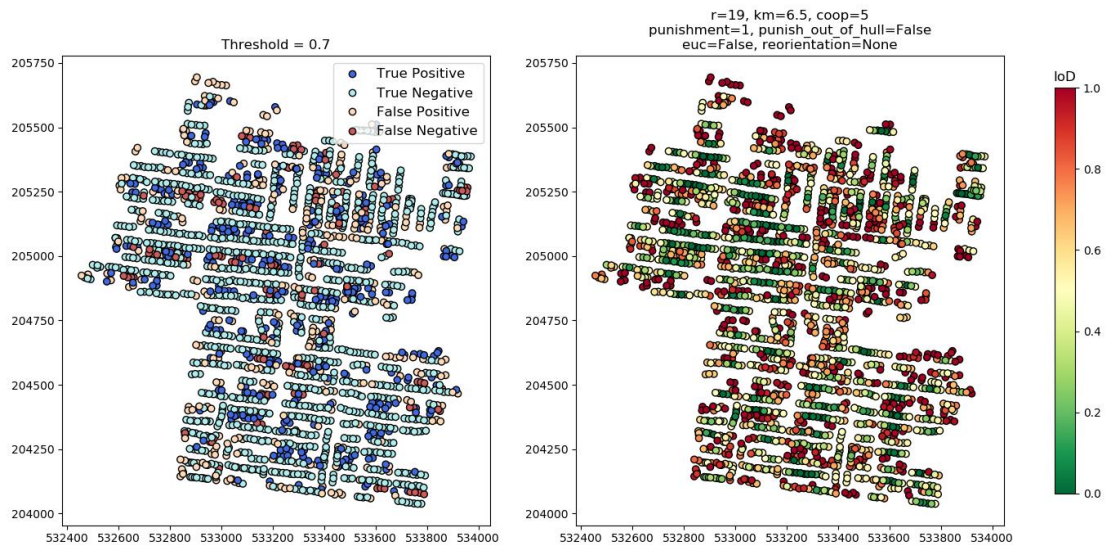 Threshold = 0.7
True Positive
True Negative
False Positive
False Negative
205750
205500
205250
205000
204750
204500
204250
204000
532400 532600 532800 533000 533200 533400 533600 533800 534000
r=19, km=6.5, coop=5
punishment=1, punish_out_of_hull=False
euc=False, reorientation=None
205750
205500
205250
205000
204750
204500
204250
204000
532400 532600 532800 533000 533200 533400 533600 533800 534000
IoD
1.0
0.8
0.6
0.4
0.2
0.0